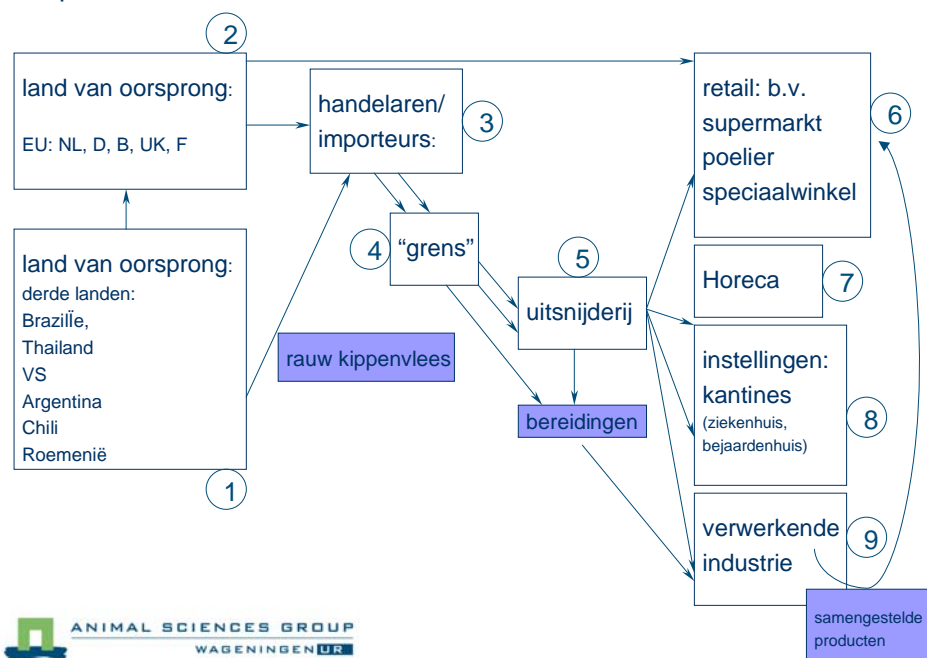 2
land van oorsprong:
EU: NL, D, B, UK, F
handelaren/
importeurs:
3
retail: b.v.
supermarkt
poelier
speciaalwinkel
6
4
“grens”
land van oorsprong:
derde landen:
BrazilÏe,
Thailand
VS
Argentina
Chili
Roemenië
1
rauw kippenvlees
5
uitsnijderij
bereidingen
Horeca
7
instellingen:
kantines
(ziekenhuis,
bejaardenhuis)
8
verwerkende
industrie
9
samengestelde
producten
ANIMAL SCIENCES GROUP
WAGENINGEN UR